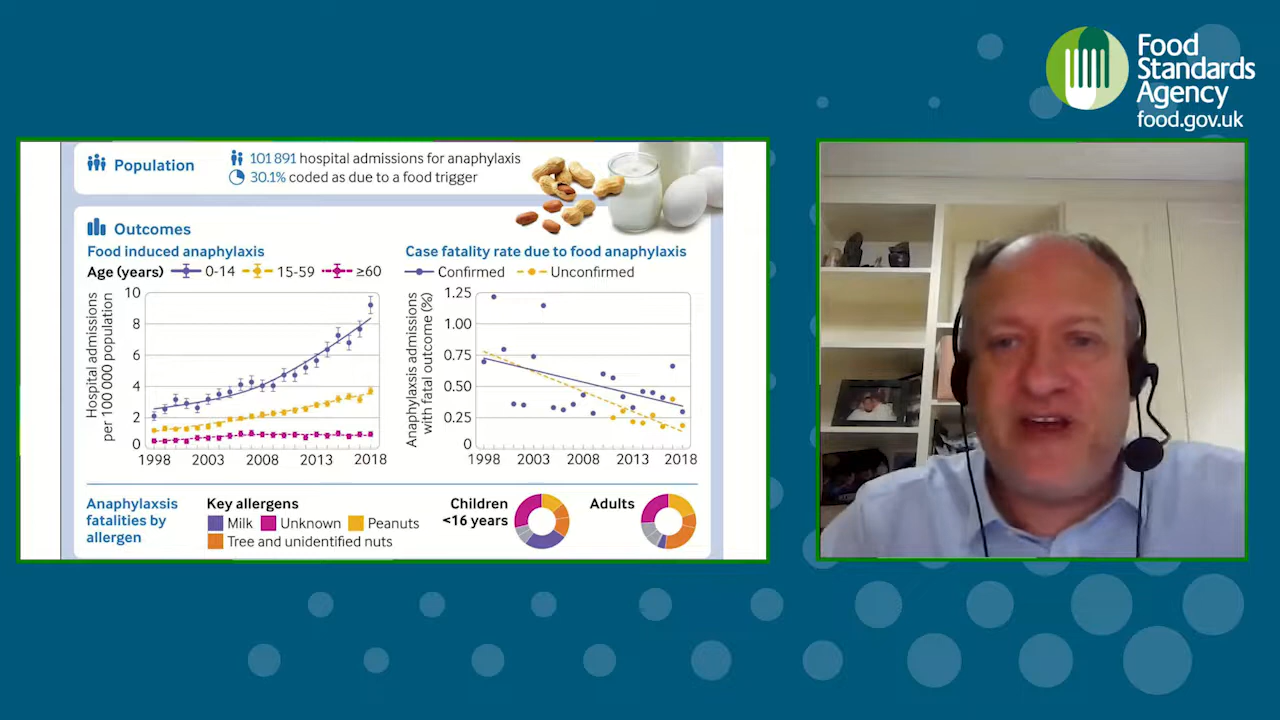 Food
Standards
Agency
food.gov.uk
Population
101 891 hospital admissions for anaphylaxis
30.1% coded as due to a food trigger
Outcomes
Food induced anaphylaxis
Age (years) 0-14 15-59 ≥60
Hospital admissions
per 100 000 population
10
8
6
4
2
0
1998 2003 2008 2013 2018
Case fatality rate due to food anaphylaxis
Confirmed Unconfirmed
Anaphylaxis admissions
with fatal outcome (%)
1.25
1.00
0.75
0.50
0.25
0
1998 2003 2008 2013 2018
Anaphylaxsis
fatalities by
allergen
Key allergens
Milk Unknown Peanuts
Tree and unidentified nuts
Children
<16 years
Adults